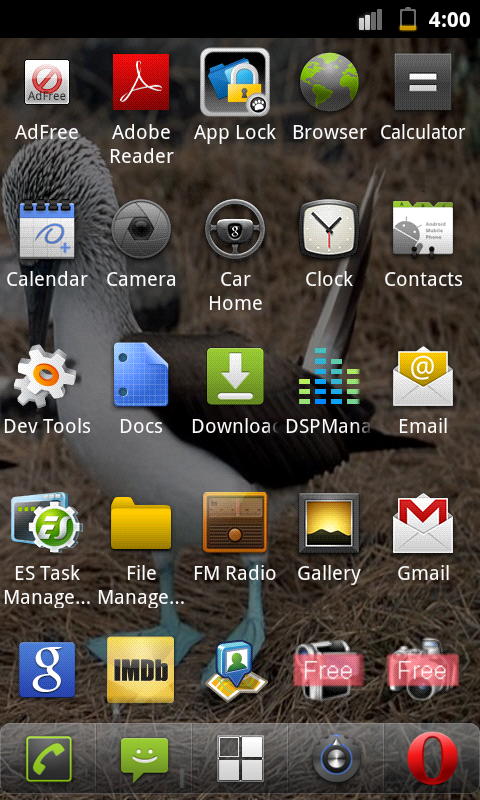 4:00
AdFree
AdFree
Adobe
Reader
App Lock
Browser
Calculator
Calendar
Camera
g
Car
Home
Clock
Android
Mobile
Phone
Contacts
Dev Tools
Docs
Downloa
DSPMana
@
Email
ES
ES Task
Manage...
File
Manage...
FM Radio
Gallery
Gmail
g
IMDb
Free
Free